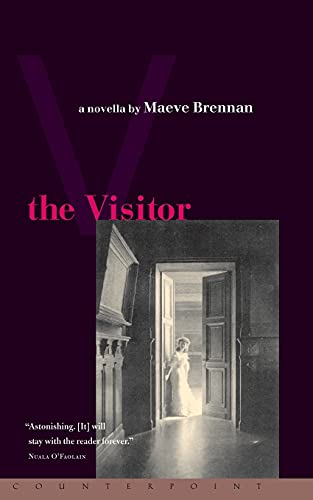 V
a novella by Maeve Brennan
the Visitor
“Astonishing. [It] will
stay with the reader forever.”
NUALA O'FAOLAIN
COUNTERPOINT